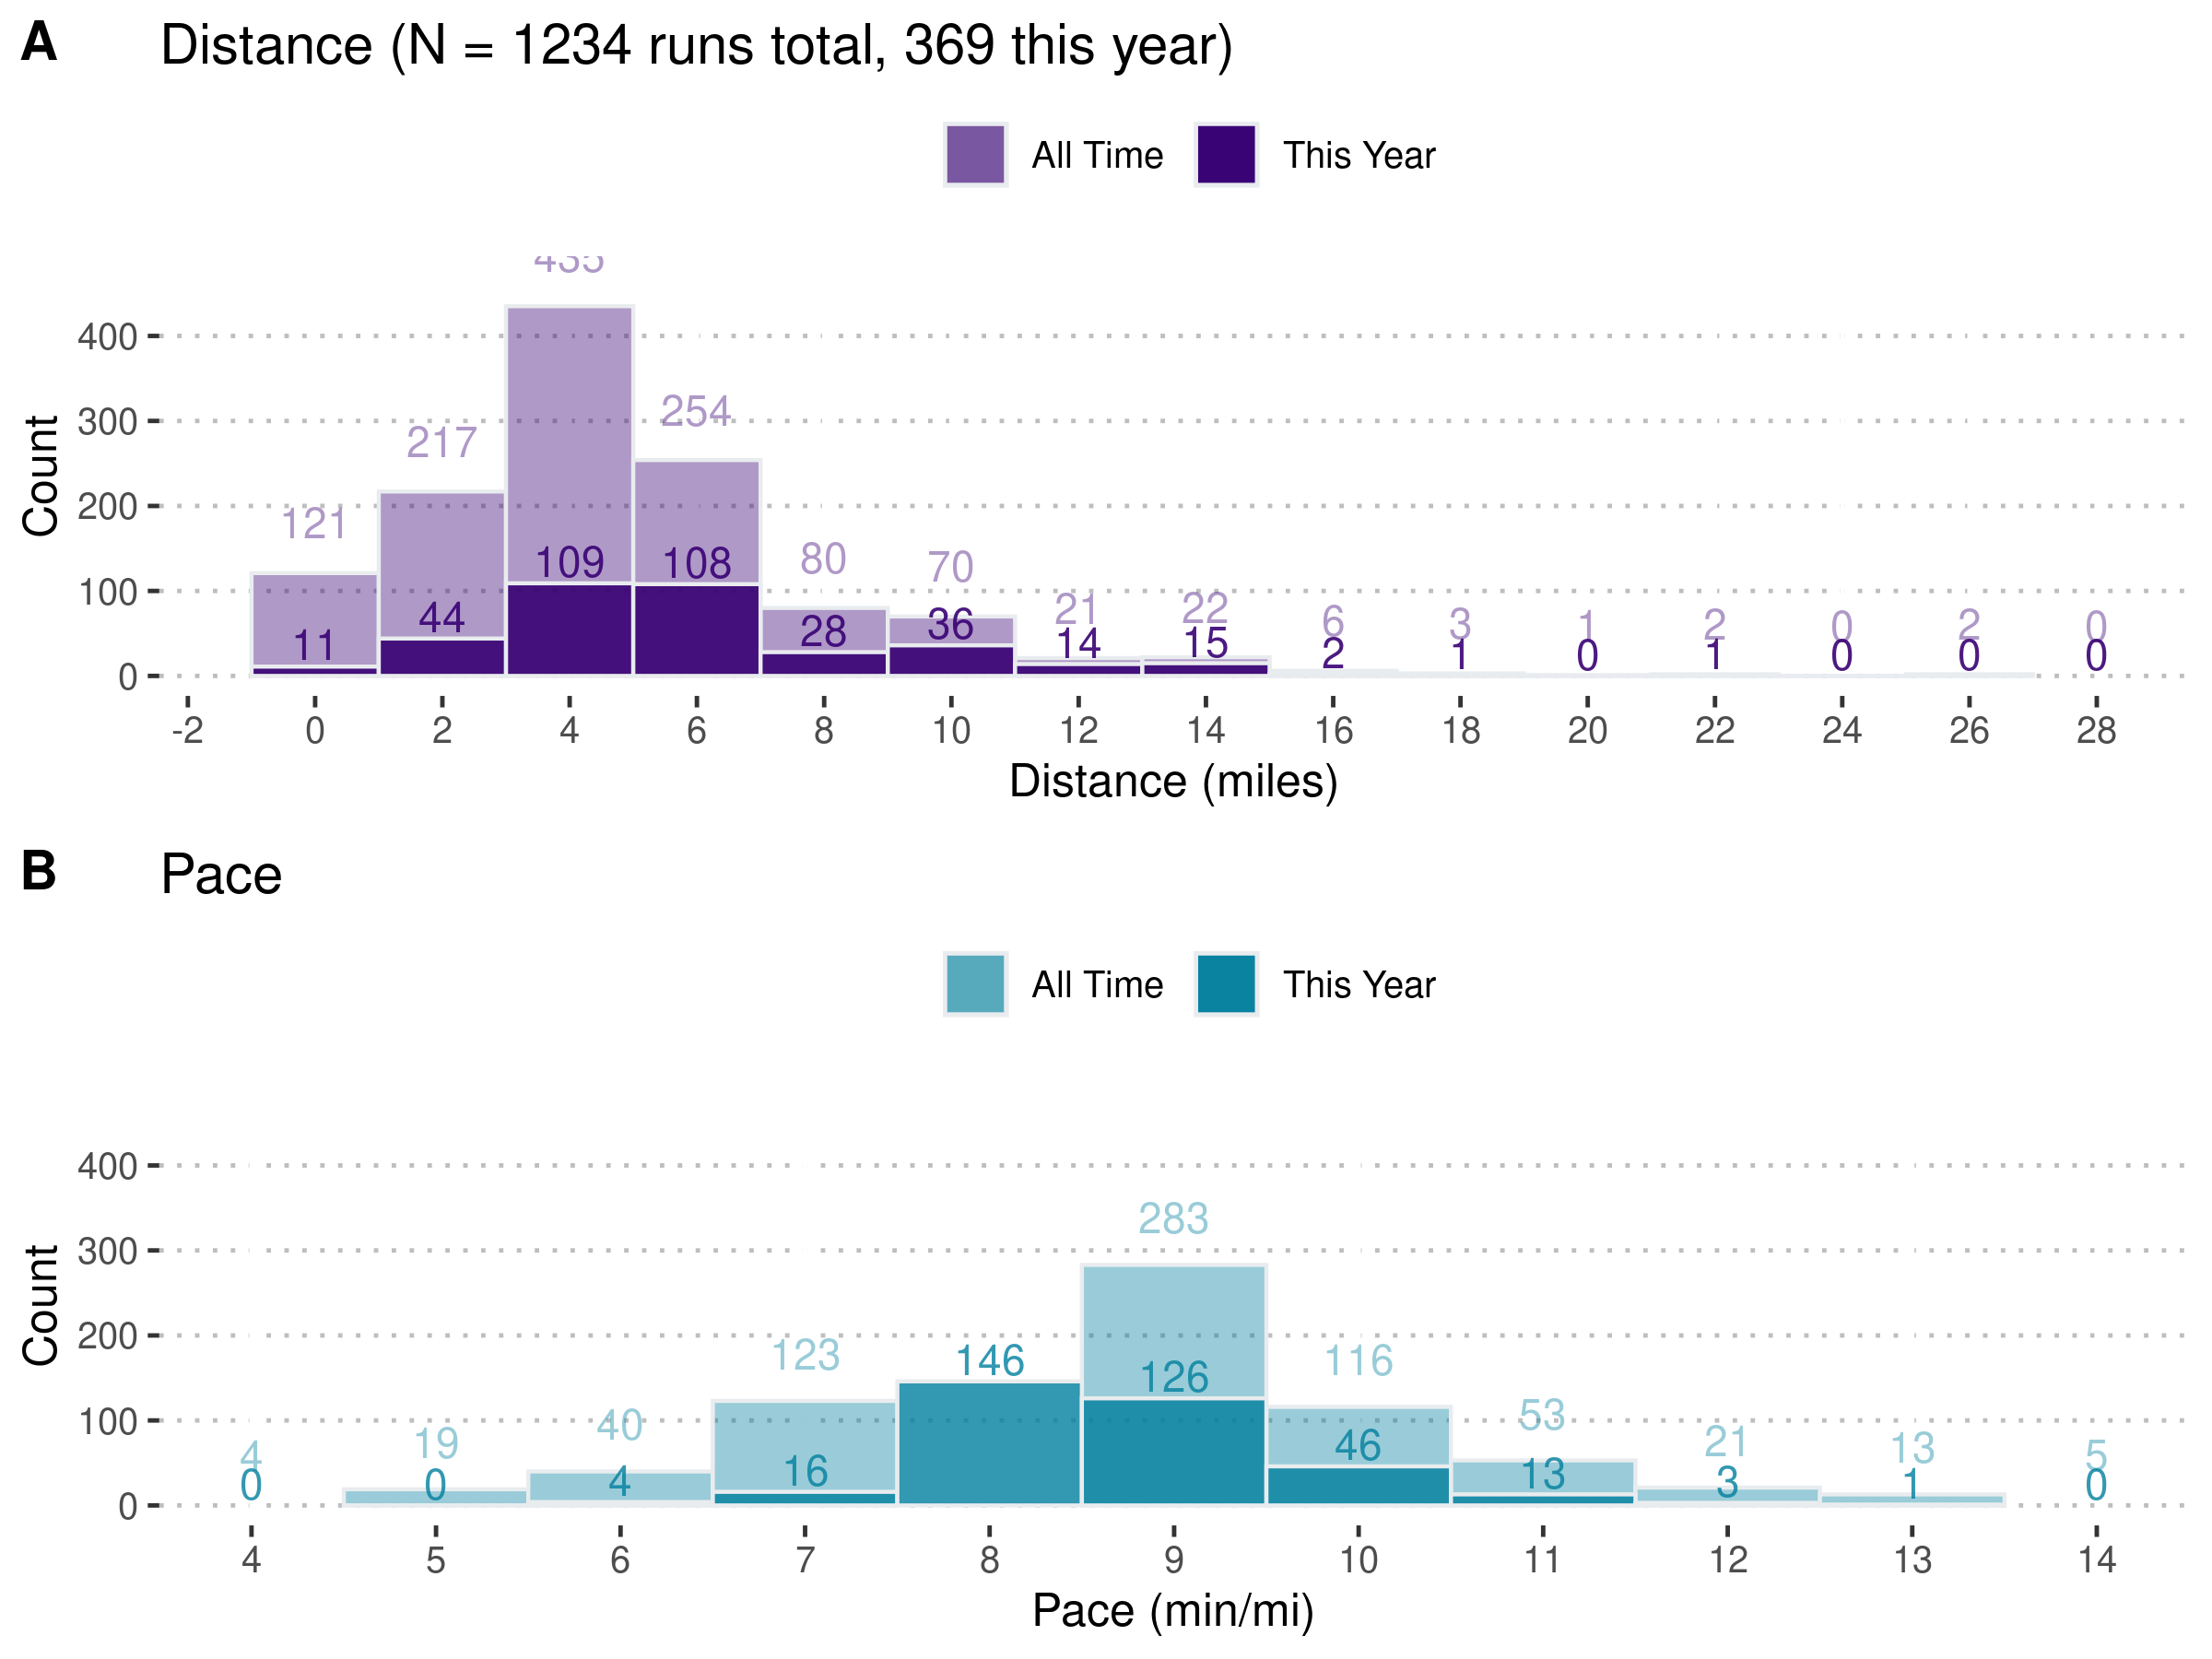 A Distance (N = 1234 runs total, 369 this year)
All Time This Year
435
400
300
200
100
0
Count
121 217 254 80 70 21 22 6 3 1 2 0 2 0
11 44 109 108 28 36 14 15 2 1 0 1 0 0 0
-2 0 2 4 6 8 10 12 14 16 18 20 22 24 26 28
Distance (miles)
B Pace
All Time This Year
400
300
200
100
0
Count
4 19 40 123 283 116 53 21 13 5
0 0 4 16 146 126 46 13 3 1 0
4 5 6 7 8 9 10 11 12 13 14
Pace (min/mi)